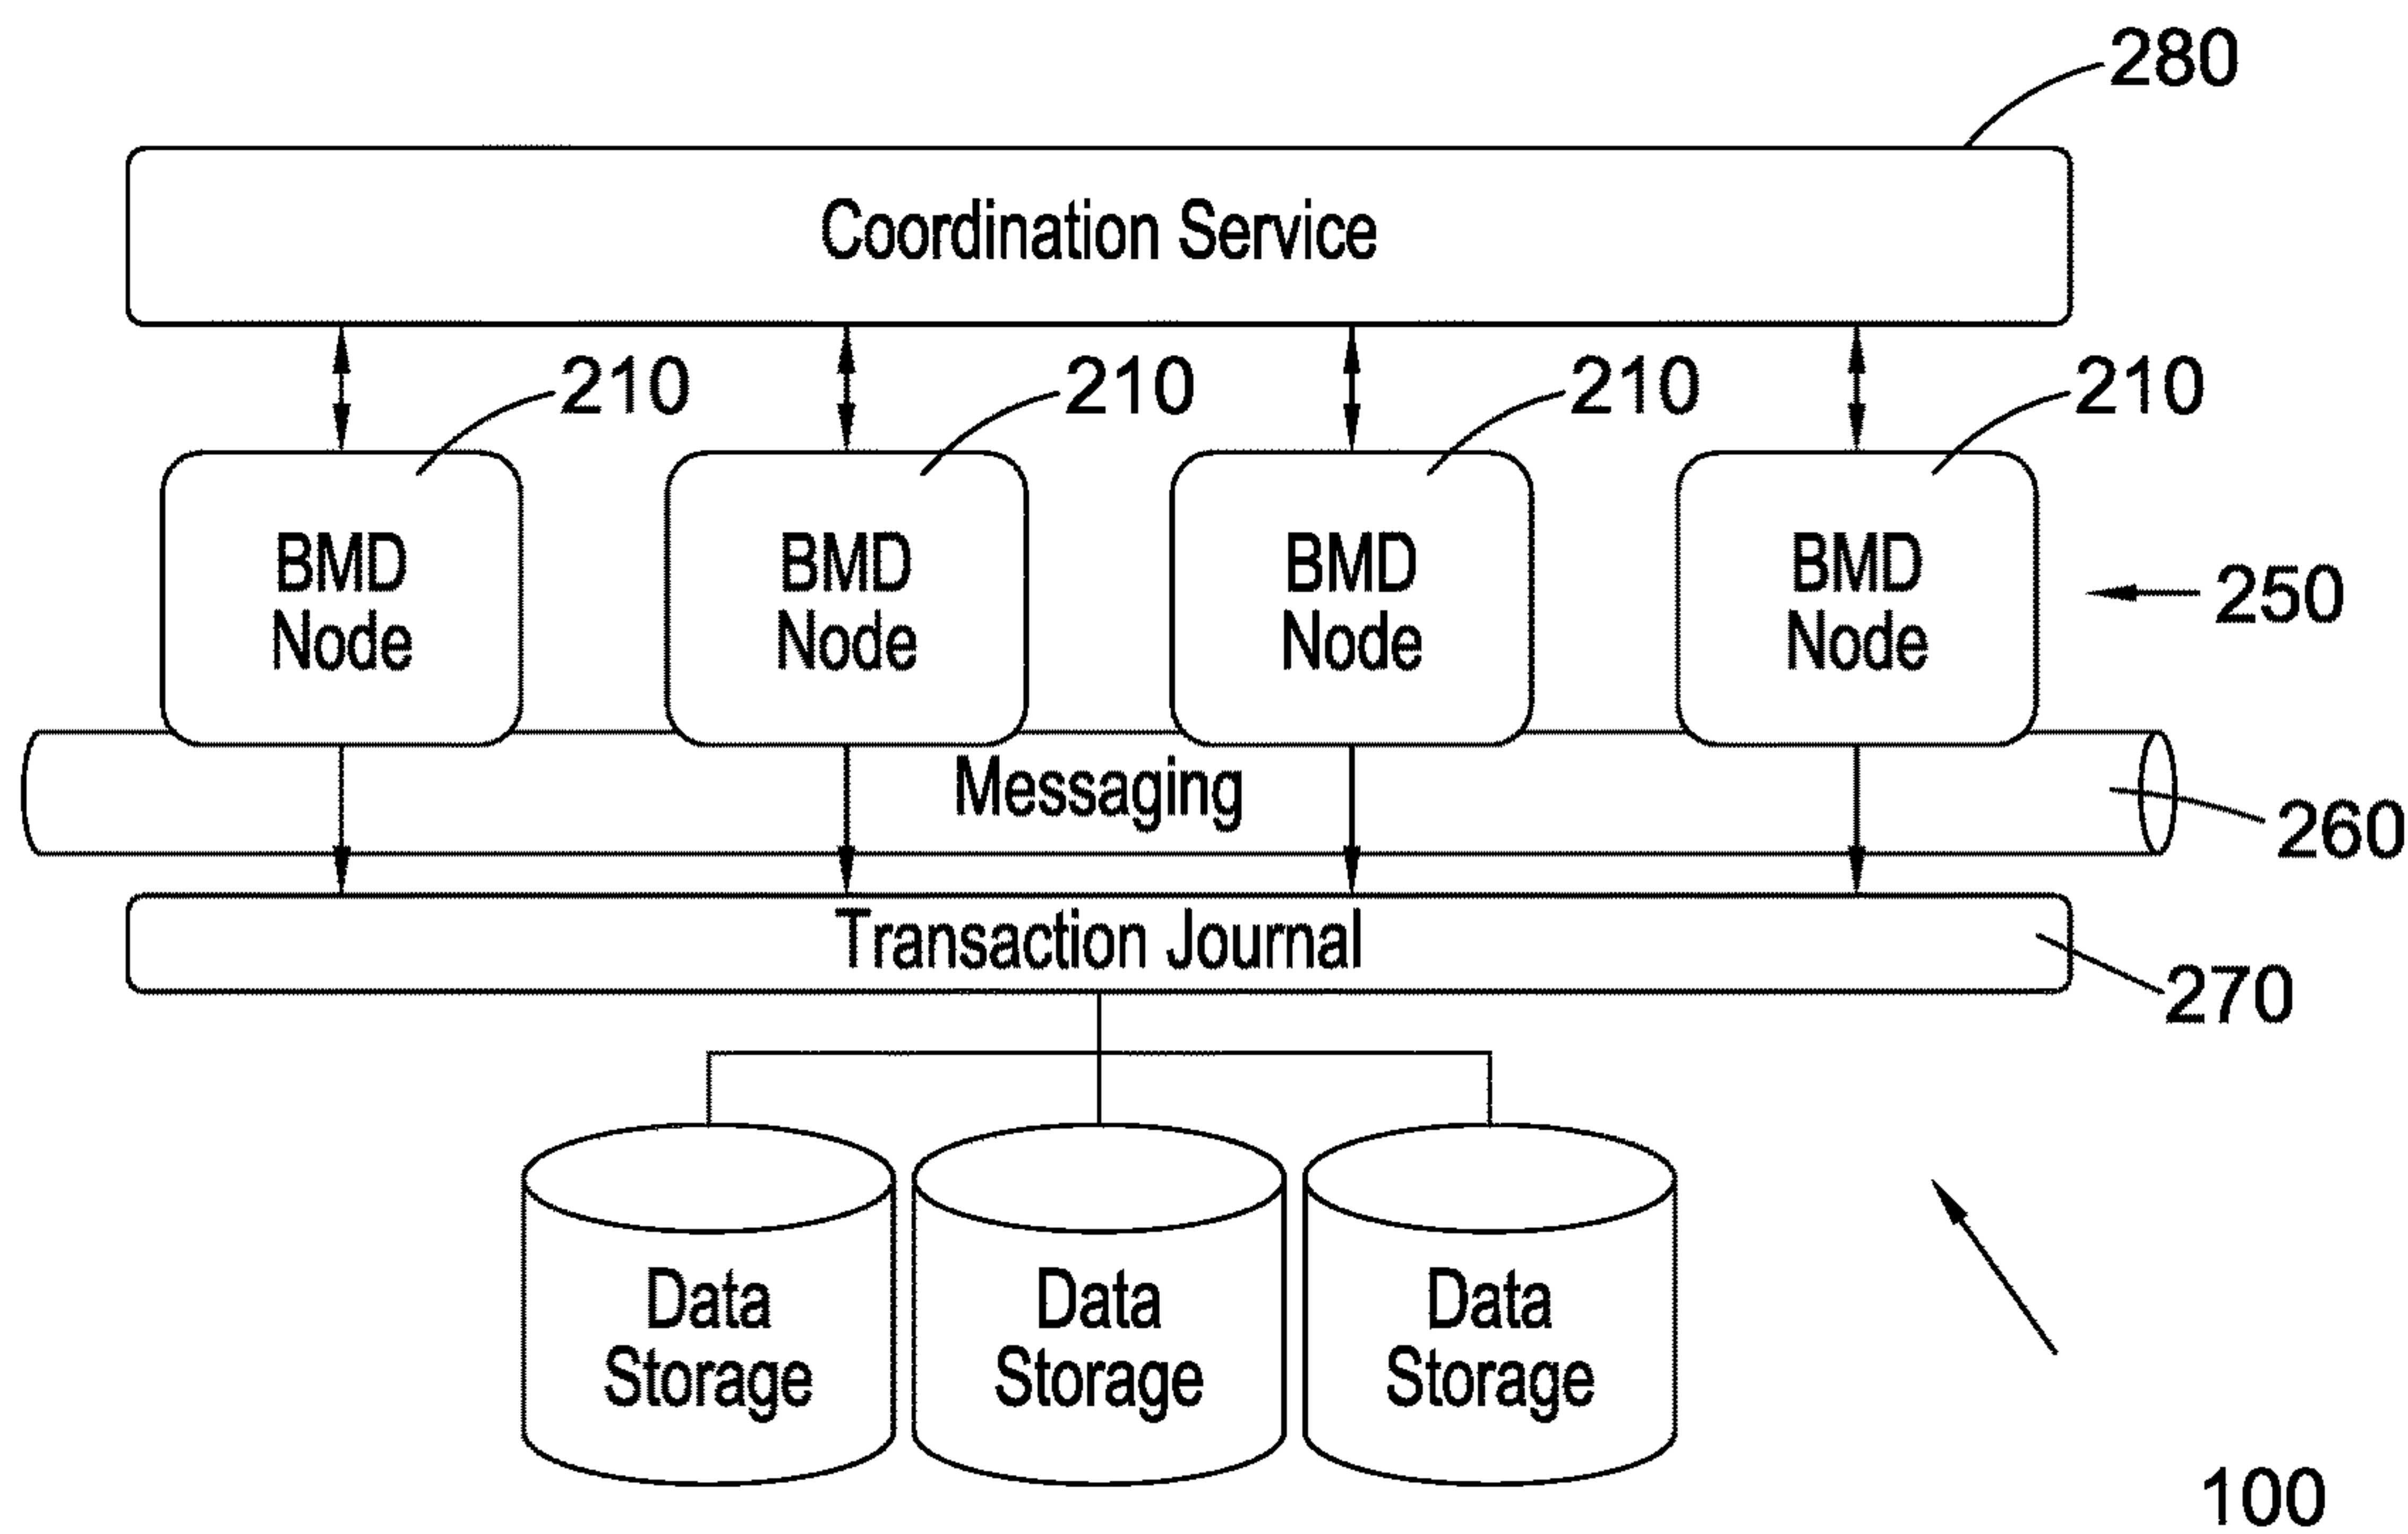 280
Coordination Service
210 210 210 210
BMD BMD BMD BMD
Node Node Node Node
250
Messaging
260
Transaction Journal
270
Data Data Data
Storage Storage Storage
100